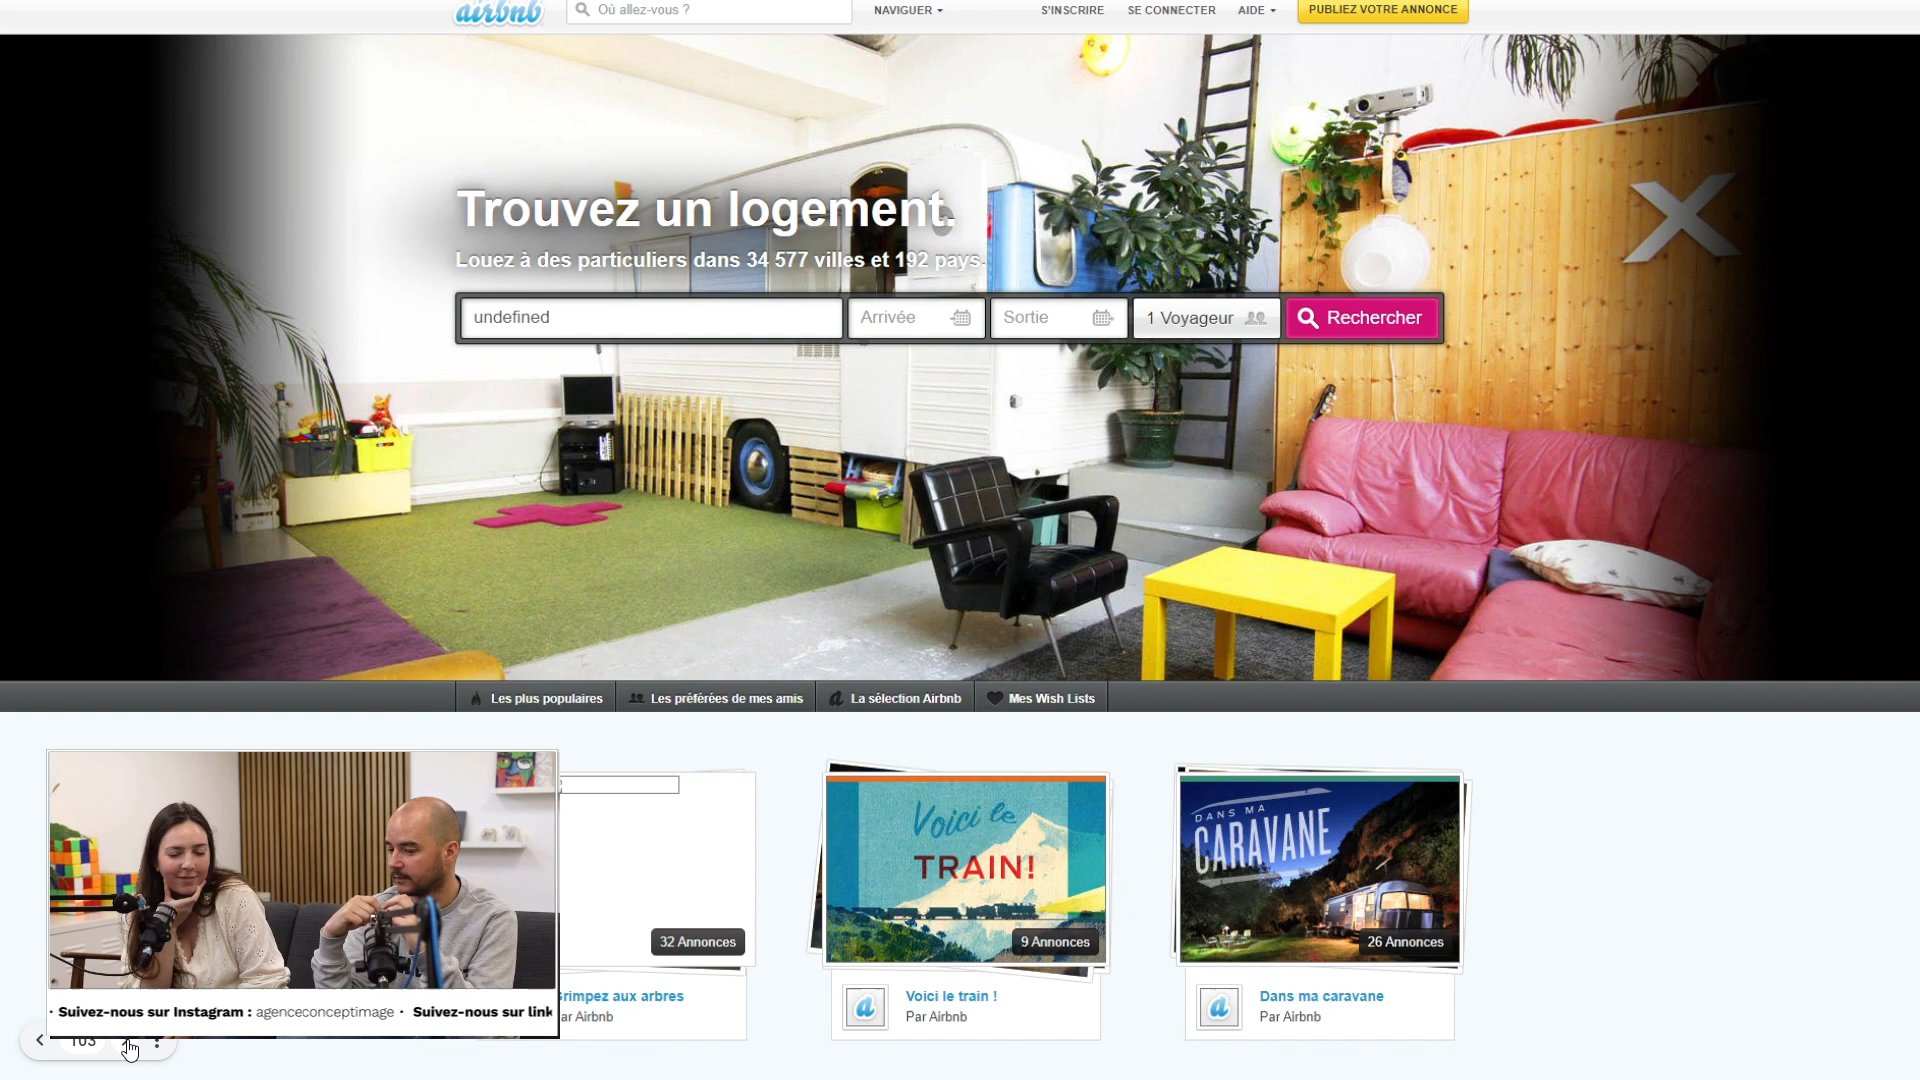 airbnb
Où allez-vous ?
NAVIGUER
S'INSCRIRE
SE CONNECTER
AIDE
PUBLIEZ VOTRE ANNONCE
Trouvez un logement.
Louez à des particuliers dans 34 577 villes et 192 pays.
undefined
Arrivée
Sortie
1 Voyageur
Rechercher
Les plus populaires
Les préférées de mes amis
La sélection Airbnb
Mes Wish Lists
Voici le
TRAIN!
DANS MA
CARAVANE
32 Annonces
9 Annonces
26 Annonces
Grimpez aux arbres
Par Airbnb
Voici le train !
Par Airbnb
Dans ma caravane
Par Airbnb
· Suivez-nous sur Instagram : agenceconceptimage · Suivez-nous sur link
103